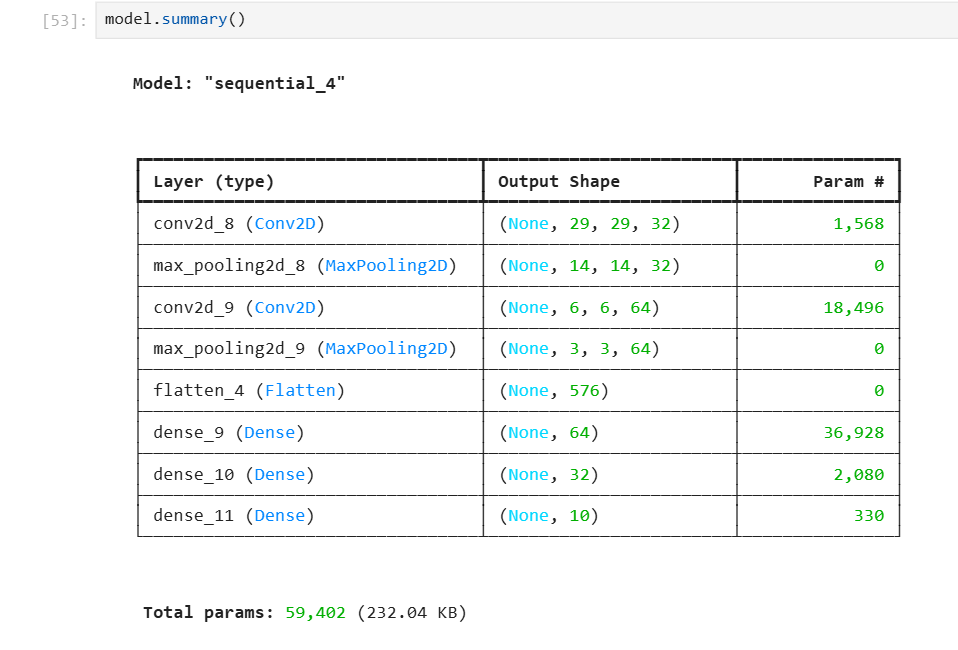 [53]: model.summary()
Model: "sequential_4"
Layer (type) Output Shape Param #
conv2d_8 (Conv2D) (None, 29, 29, 32) 1,568
max_pooling2d_8 (MaxPooling2D) (None, 14, 14, 32) 0
conv2d_9 (Conv2D) (None, 6, 6, 64) 18,496
max_pooling2d_9 (MaxPooling2D) (None, 3, 3, 64) 0
flatten_4 (Flatten) (None, 576) 0
dense_9 (Dense) (None, 64) 36,928
dense_10 (Dense) (None, 32) 2,080
dense_11 (Dense) (None, 10) 330
Total params: 59,402 (232.04 KB)